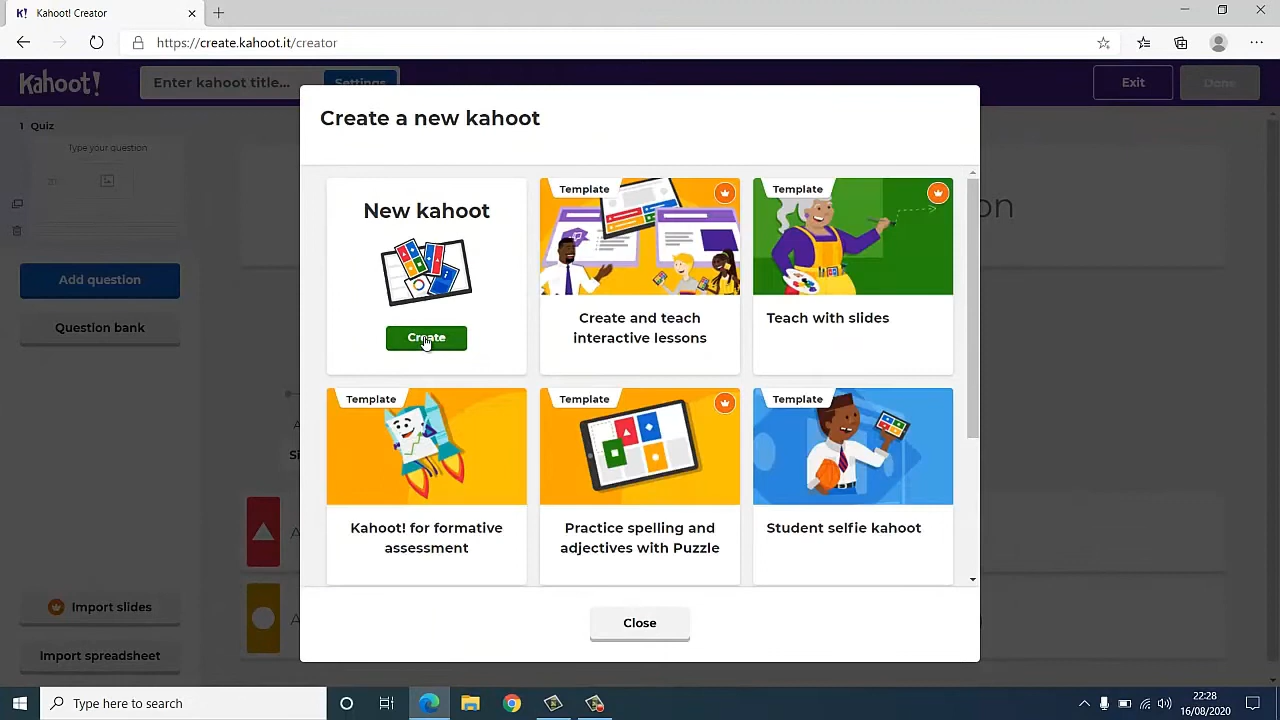 Kahoot! Creator
https://create.kahoot.it/creator
Kahoot!
Enter kahoot title...
Settings
Exit
Done
1 Quiz
Type your question
20
Add question
Question bank
Import slides
Import spreadsheet
Create a new kahoot
New kahoot
Create
Template
Create and teach
interactive lessons
Template
Teach with slides
Template
Kahoot! for formative
assessment
Template
Practice spelling and
adjectives with Puzzle
Template
Student selfie kahoot
Close
Type here to search
22:28
16/08/2020